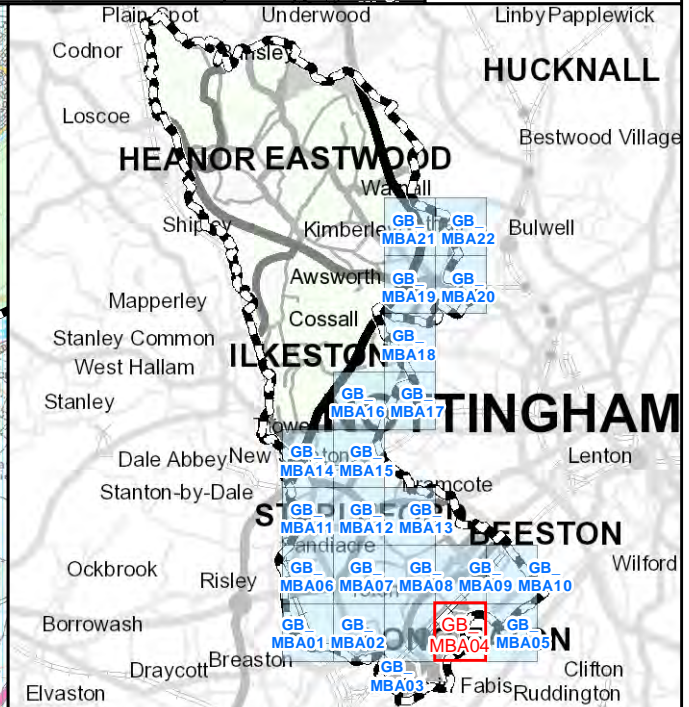 Plain Spot
Underwood
Linby Papplewick
Codnor
HUCKNALL
Loscoe
Bestwood Village
HEANOR EASTWOOD
Shipley
Kimberley
Bulwell
GB_
MBA21
GB_
MBA22
Awsworth
GB_
MBA19
GB_
MBA20
Mapperley
Cossall
Stanley Common
ILKESTON
GB_
MBA18
West Hallam
Stanley
GB_
MBA16
GB_
MBA17
TTINGHAM
Dale Abbey
New
GB_
MBA14
GB_
MBA15
Lenton
Stanton-by-Dale
GB_
MBA11
GB_
MBA12
GB_
MBA13
BEESTON
Ockbrook
Risley
GB_
MBA06
GB_
MBA07
GB_
MBA08
GB_
MBA09
GB_
MBA10
Wilford
Borrowash
GB_
MBA01
GB_
MBA02
GB_
MBA04
GB_
MBA05
Draycott
Breaston
GB_
MBA03
Clifton
Elvaston
Fabis
Ruddington